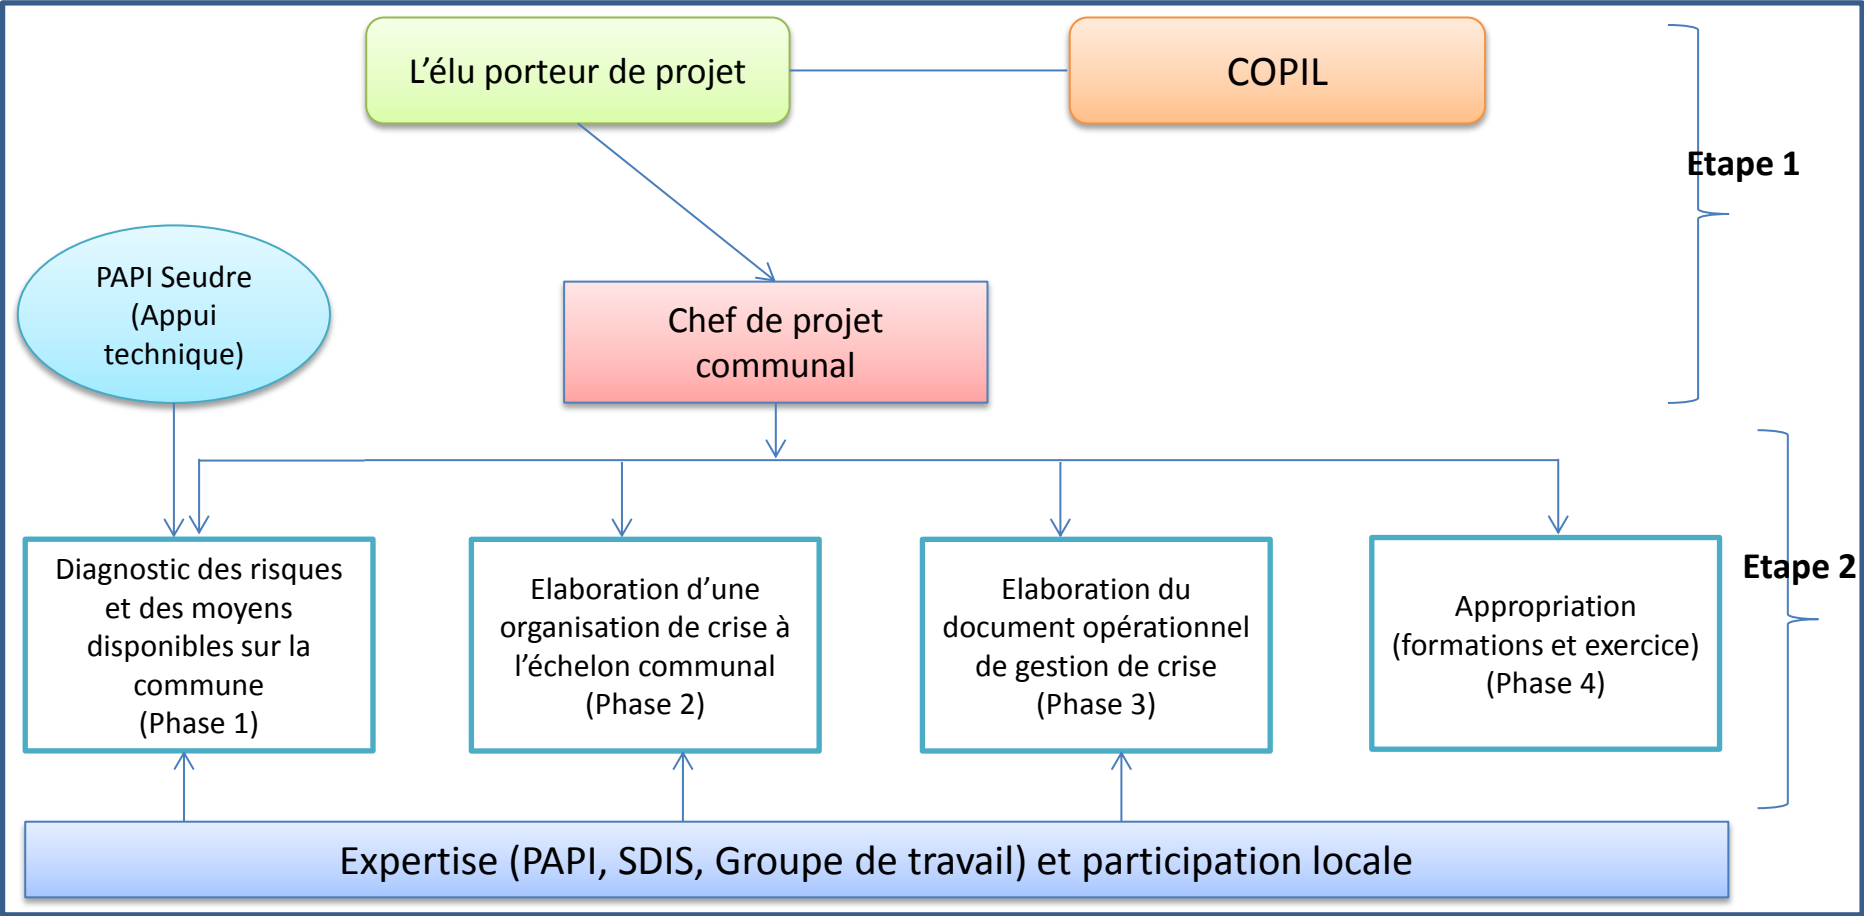 L'élu porteur de projet
COPIL
Etape 1
PAPI Seudre
(Appui
technique)
Chef de projet
communal
Etape 2
Diagnostic des risques
et des moyens
disponibles sur la
commune
(Phase 1)
Elaboration d'une
organisation de crise à
l'échelon communal
(Phase 2)
Elaboration du
document opérationnel
de gestion de crise
(Phase 3)
Appropriation
(formations et exercice)
(Phase 4)
Expertise (PAPI, SDIS, Groupe de travail) et participation locale